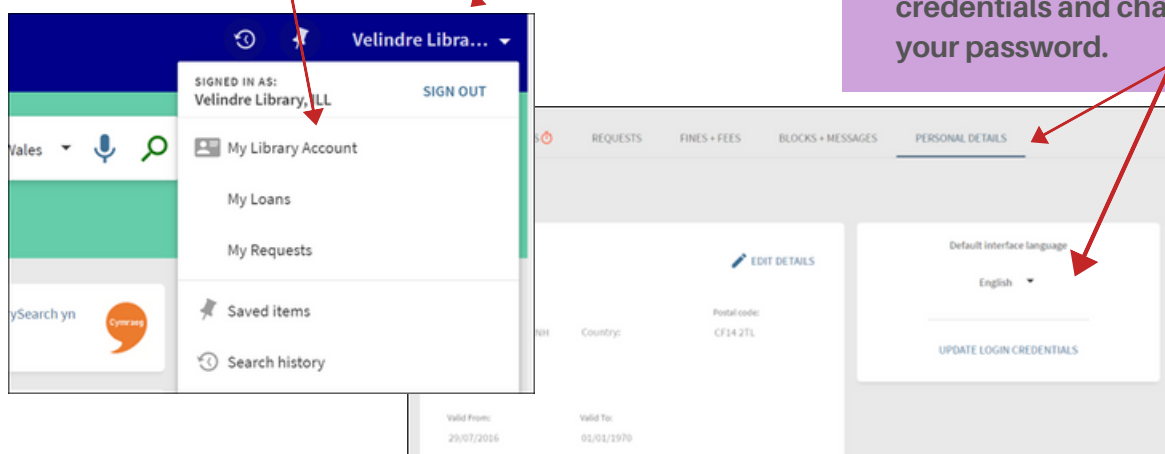 credentials and cha
your password.
Velindre Libra...
SIGNED IN AS:
Velindre Library, ILL
SIGN OUT
Wales
My Library Account
My Loans
My Requests
ySearch yn
Cymraeg
Saved items
Search history
S
REQUESTS
FINES + FEES
BLOCKS + MESSAGES
PERSONAL DETAILS
EDIT DETAILS
Default interface language
English
UPDATE LOGIN CREDENTIALS
NH
Country:
Postal code:
CF14 2TL
Valid From:
29/07/2016
Valid To:
01/01/1970